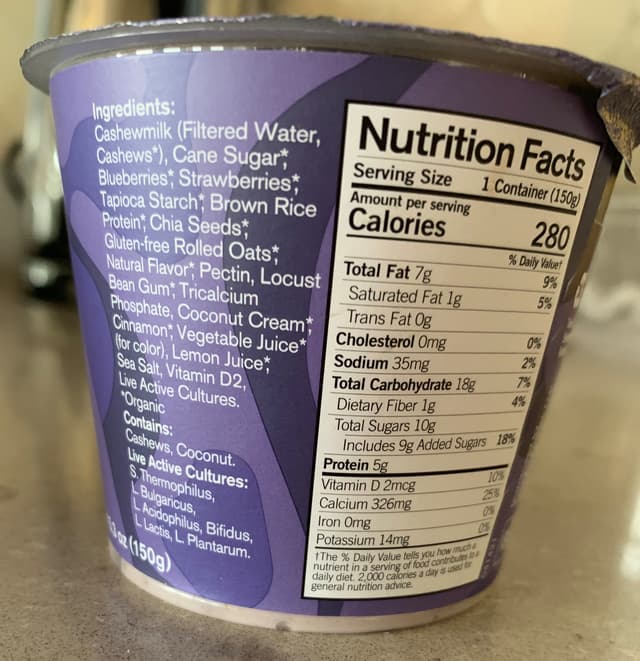 Ingredients:
Cashewmilk (Filtered Water,
Cashews*), Cane Sugar*,
Blueberries*, Strawberries*,
Tapioca Starch*, Brown Rice
Protein*, Chia Seeds*,
Gluten-free Rolled Oats*,
Natural Flavor*, Pectin, Locust
Bean Gum*, Tricalcium
Phosphate, Coconut Cream*,
Cinnamon*, Vegetable Juice*
(for color), Lemon Juice*,
Sea Salt, Vitamin D2,
Live Active Cultures.
*Organic
Contains:
Cashews, Coconut.
Live Active Cultures:
S. Thermophilus,
L. Bulgaricus,
L. Acidophilus, Bifidus,
L. Lactis, L. Plantarum.
oz (150g)
Nutrition Facts
Serving Size 1 Container (150g)
Amount per serving
Calories 280
% Daily Value†
Total Fat 7g 9%
Saturated Fat 1g 5%
Trans Fat 0g
Cholesterol 0mg 0%
Sodium 35mg 2%
Total Carbohydrate 18g 7%
Dietary Fiber 1g 4%
Total Sugars 10g
Includes 9g Added Sugars 18%
Protein 5g
Vitamin D 2mcg 10%
Calcium 326mg 25%
Iron 0mg 0%
Potassium 14mg 0%
†The % Daily Value tells you how much a
nutrient in a serving of food contributes to a
daily diet. 2,000 calories a day is used for
general nutrition advice.